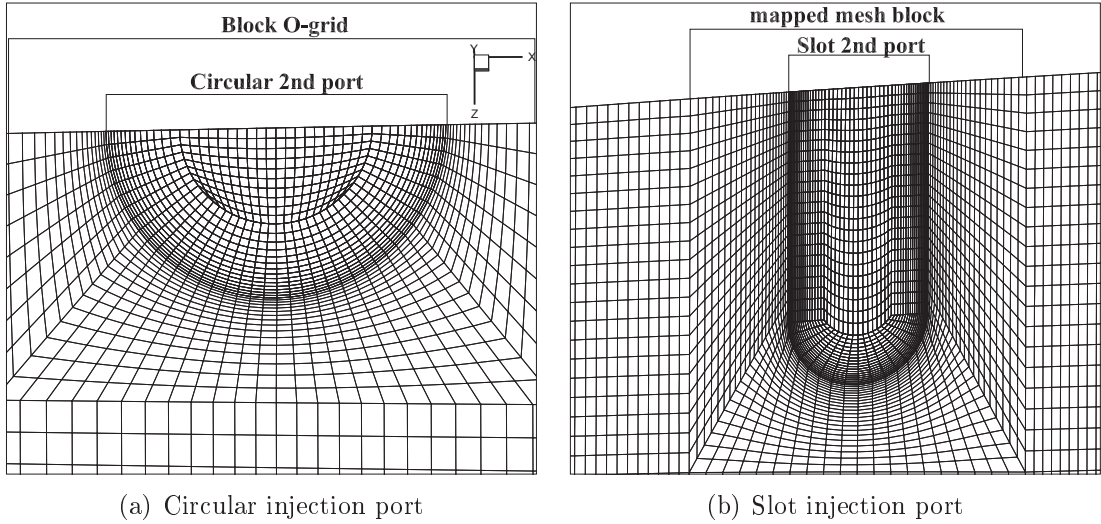 Block O-grid
Circular 2nd port
Y
X
Z
mapped mesh block
Slot 2nd port
(a) Circular injection port
(b) Slot injection port